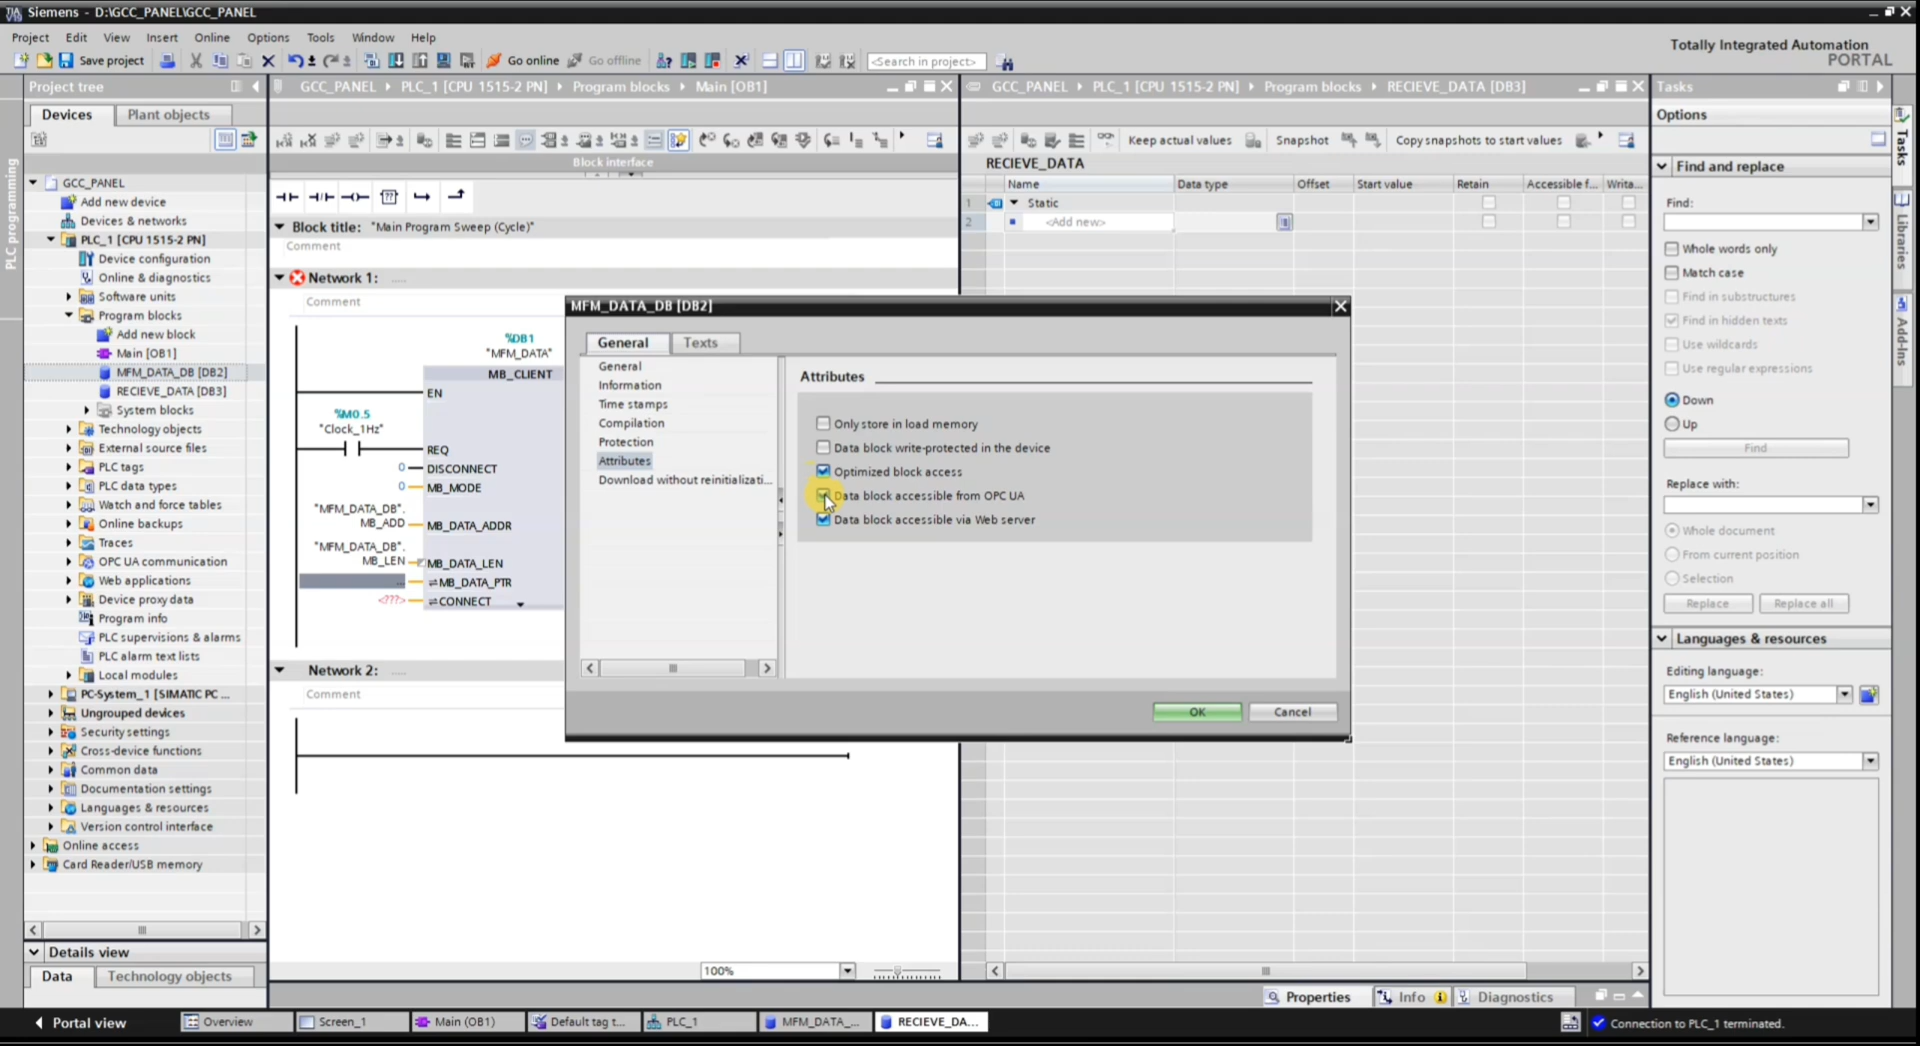 Siemens - D:\GCC_PANEL\GCC_PANEL
Project Edit View Insert Online Options Tools Window Help
Totally Integrated Automation
PORTAL
Save project
Go online
Go offline
<Search in project>
Project tree
Devices
Plant objects
PLC programming
GCC_PANEL
Add new device
Devices & networks
PLC_1 [CPU 1515-2 PN]
Device configuration
Online & diagnostics
Software units
Program blocks
Add new block
Main [OB1]
MFM_DATA_DB [DB2]
RECIEVE_DATA [DB3]
System blocks
Technology objects
External source files
PLC tags
PLC data types
Watch and force tables
Online backups
Traces
OPC UA communication
Web applications
Device proxy data
Program info
PLC supervisions & alarms
PLC alarm text lists
Local modules
PC-System_1 [SIMATIC PC ...
Ungrouped devices
Security settings
Cross-device functions
Common data
Documentation settings
Languages & resources
Version control interface
Online access
Card Reader/USB memory
Details view
Data
Technology objects
GCC_PANEL PLC_1 [CPU 1515-2 PN] Program blocks Main [OB1]
Block interface
Block title: "Main Program Sweep (Cycle)"
Comment
Network 1: .....
Comment
%DB1
"MFM_DATA"
MB_CLIENT
EN
%M0.5
"Clock_1Hz"
REQ
0 DISCONNECT
0 MB_MODE
"MFM_DATA_DB".
MB_ADD MB_DATA_ADDR
"MFM_DATA_DB".
MB_LEN MB_DATA_LEN
... MB_DATA_PTR
<???> CONNECT
Network 2: .....
Comment
100%
GCC_PANEL PLC_1 [CPU 1515-2 PN] Program blocks RECIEVE_DATA [DB3]
Keep actual values
Snapshot
Copy snapshots to start values
RECIEVE_DATA
Name Data type Offset Start value Retain Accessible f... Writa...
1 Static
2 <Add new>
MFM_DATA_DB [DB2]
General
Texts
General
Information
Time stamps
Compilation
Protection
Attributes
Download without reinitializati...
Attributes
Only store in load memory
Data block write-protected in the device
Optimized block access
Data block accessible from OPC UA
Data block accessible via Web server
OK
Cancel
Tasks
Options
Find and replace
Find:
Whole words only
Match case
Find in substructures
Find in hidden texts
Use wildcards
Use regular expressions
Down
Up
Find
Replace with:
Whole document
From current position
Selection
Replace
Replace all
Languages & resources
Editing language:
English (United States)
Reference language:
English (United States)
Tasks
Libraries
Add-Ins
Properties
Info
Diagnostics
Portal view
Overview
Screen_1
Main (OB1)
Default tag t...
PLC_1
MFM_DATA_...
RECIEVE_DA...
Connection to PLC_1 terminated.